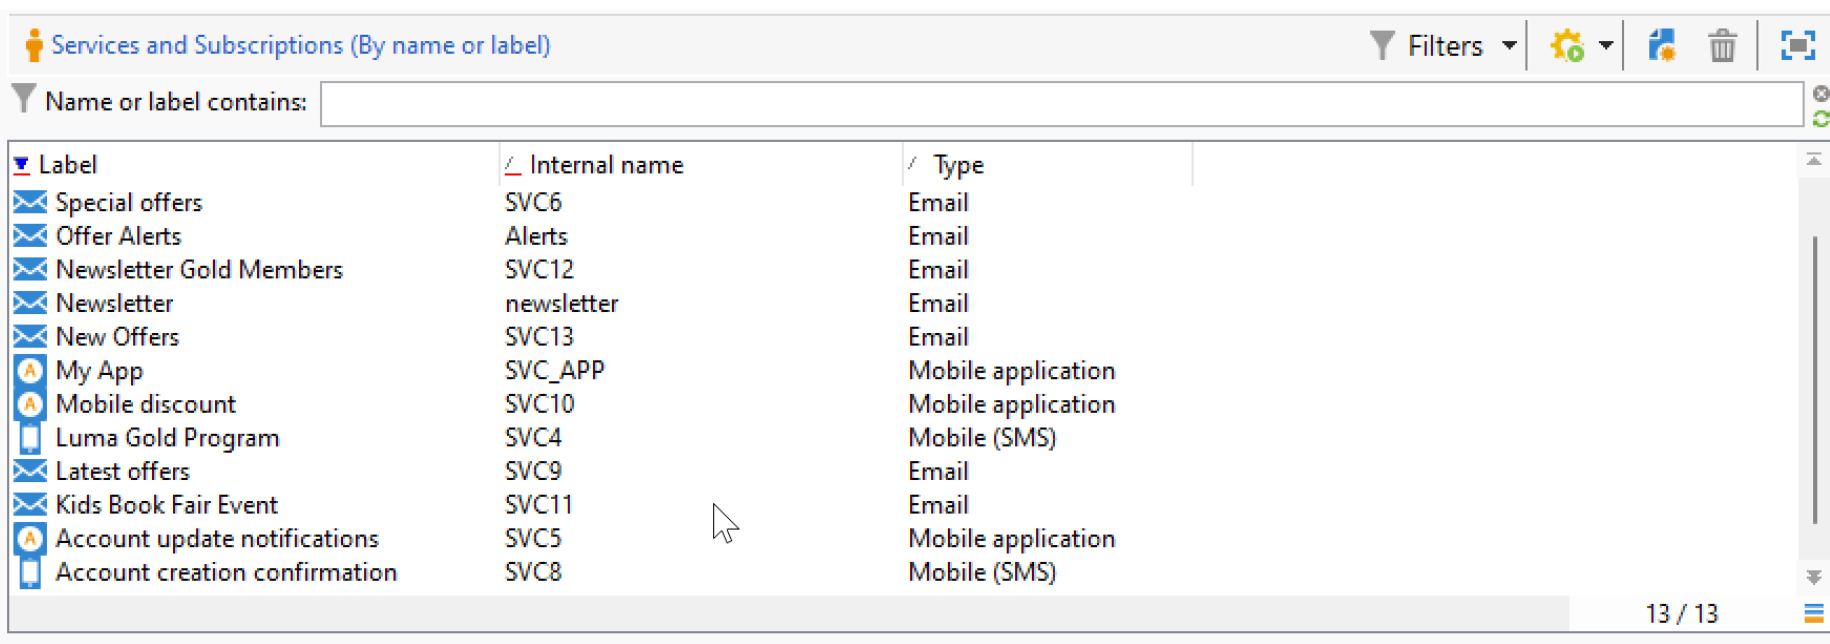 Services and Subscriptions (By name or label) Filters
Name or label contains:
Label Internal name Type
Special offers SVC6 Email
Offer Alerts Alerts Email
Newsletter Gold Members SVC12 Email
Newsletter newsletter Email
New Offers SVC13 Email
A My App SVC_APP Mobile application
A Mobile discount SVC10 Mobile application
Luma Gold Program SVC4 Mobile (SMS)
Latest offers SVC9 Email
Kids Book Fair Event SVC11 Email
A Account update notifications SVC5 Mobile application
Account creation confirmation SVC8 Mobile (SMS)
13 / 13